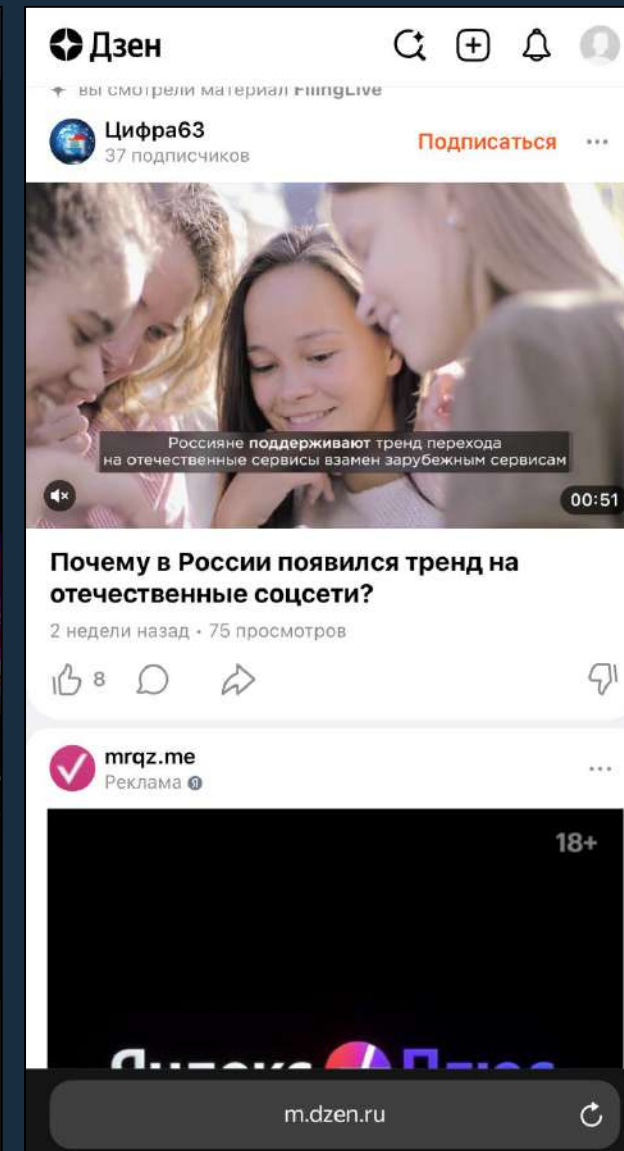 Дзен
вы смотрели материал FilingLive
Цифра63
37 подписчиков
Подписаться
Россияне поддерживают тренд перехода
на отечественные сервисы взамен зарубежным сервисам
00:51
Почему в России появился тренд на
отечественные соцсети?
2 недели назад • 75 просмотров
8
mrqz.me
Реклама
18+
Яндекс Плюс
m.dzen.ru